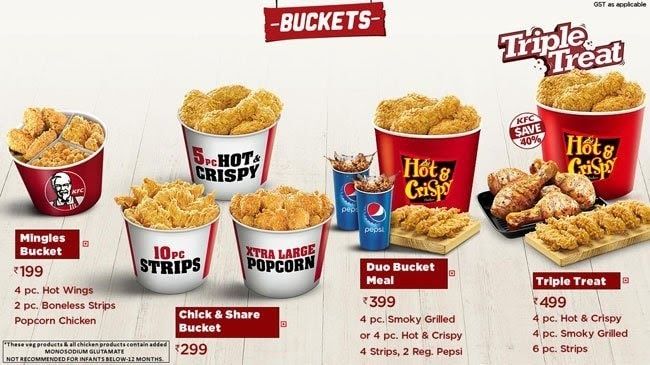 GST as applicable
-BUCKETS-
Triple
Treat
KFC
SAVE
40%
5PC HOT &
CRISPY
Hot &
Crispy
Hot &
Crispy
KFC
pepsi
pepsi
10PC
STRIPS
XTRA LARGE
POPCORN
Mingles
Bucket
₹199
4 pc. Hot Wings
2 pc. Boneless Strips
Popcorn Chicken
Chick & Share
Bucket
₹299
Duo Bucket
Meal
₹399
4 pc. Smoky Grilled
or 4 pc. Hot & Crispy
4 Strips, 2 Reg. Pepsi
Triple Treat
₹499
4 pc. Hot & Crispy
4 pc. Smoky Grilled
6 pc. Strips
*These veg products & all chicken products contain added
MONOSODIUM GLUTAMATE
NOT RECOMMENDED FOR INFANTS BELOW-12 MONTHS.